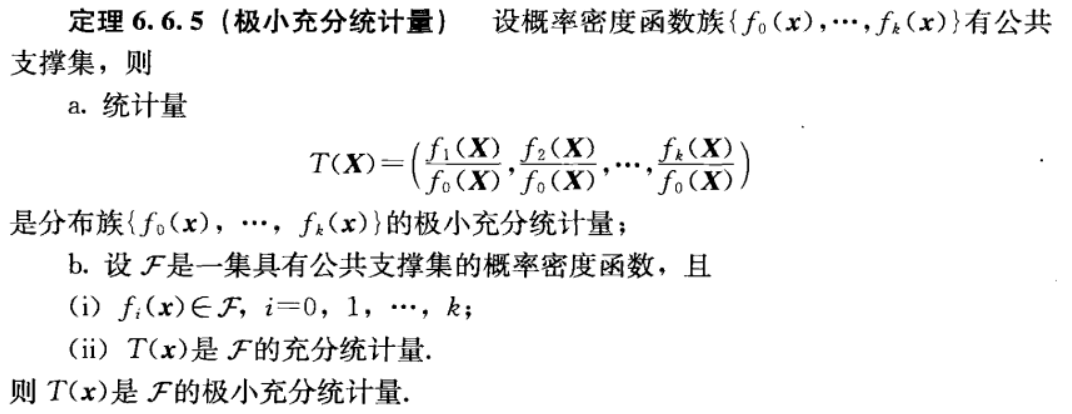 定理 6.6.5 (极小充分统计量) 设概率密度函数族{f₀(x),⋯,fₖ(x)}有公共
支撑集，则
a. 统计量
T(X)=(f₁(X)/f₀(X), f₂(X)/f₀(X), ⋯, fₖ(X)/f₀(X))
是分布族{f₀(x)，⋯，fₖ(x)}的极小充分统计量；
b. 设 ℱ是一集具有公共支撑集的概率密度函数，且
(i) fᵢ(x)∈ℱ，i=0，1，⋯，k；
(ii) T(x)是 ℱ的充分统计量.
则 T(x)是 ℱ的极小充分统计量.